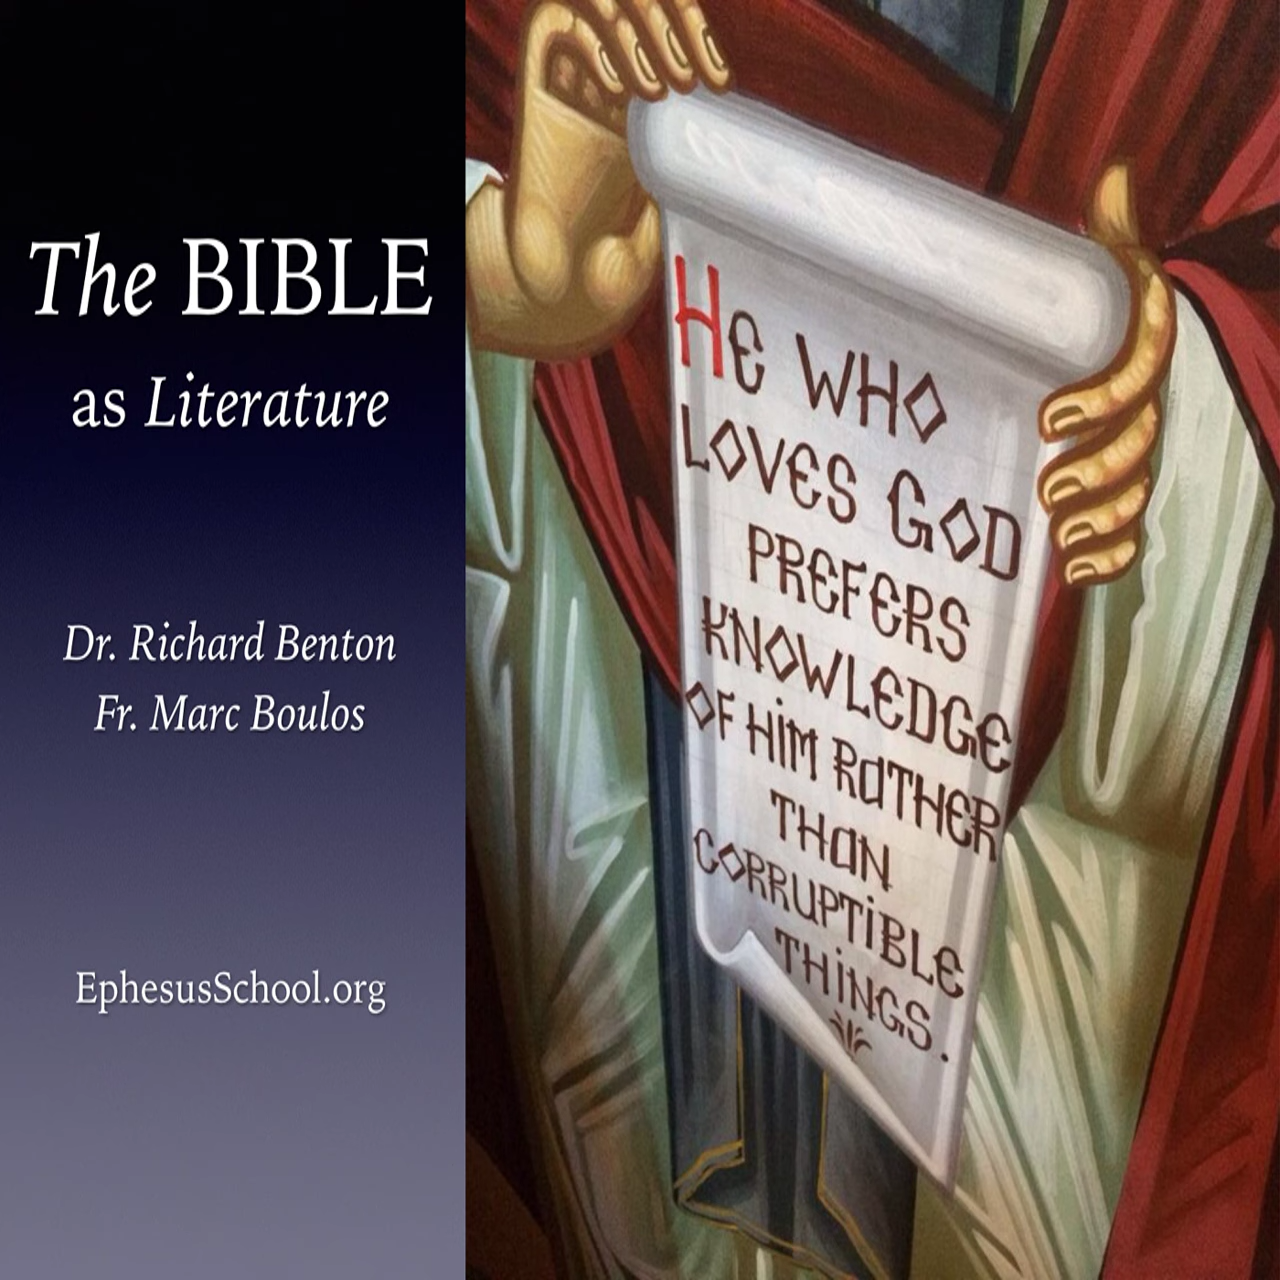 The BIBLE
as Literature
Dr. Richard Benton
Fr. Marc Boulos
EphesusSchool.org
HE WHO
LOVES GOD
PREFERS
KNOWLEDGE
OF HiM RATHER
THAN
CORRUPTiBLE
THiNGS.